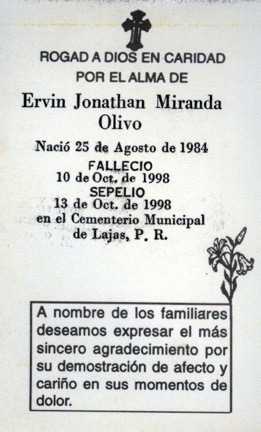 ROGAD A DIOS EN CARIDAD
POR EL ALMA DE
Ervin Jonathan Miranda
Olivo
Nació 25 de Agosto de 1984
FALLECIO
10 de Oct. de 1998
SEPELIO
13 de Oct. de 1998
en el Cementerio Municipal
de Lajas, P. R.
A nombre de los familiares
deseamos expresar el más
sincero agradecimiento por
su demostración de afecto y
cariño en sus momentos de
dolor.